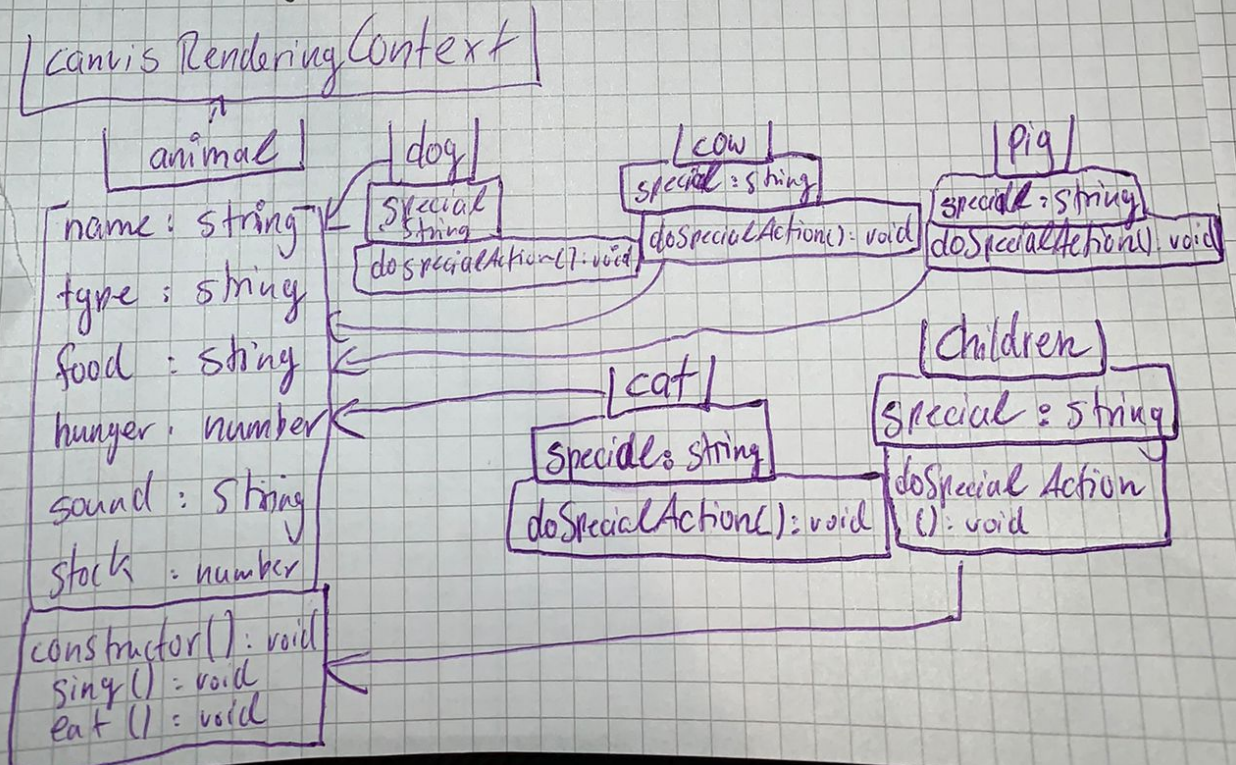 canvis RenderingContext
animal
name: string
type : string
food : string
hunger. number
sound : string
stock : number
constructor(): void
sing() : void
eat () : void
dog
special
string
doSpecialAction(): void
cow
special : string
doSpecialAction(): void
Pig
special : string
doSpecialAction(): void
cat
special: string
doSpecialAction(): void
Children
special : string
doSpecial Action
(): void